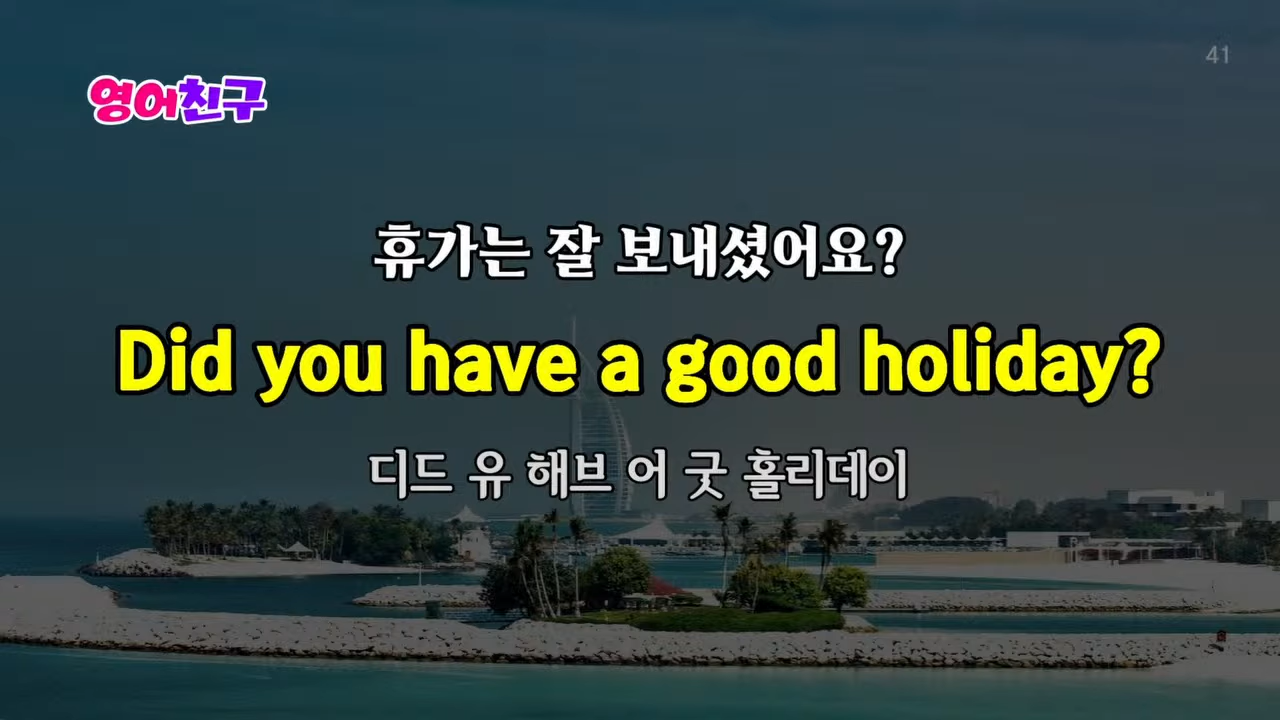 41
영어친구
휴가는 잘 보내셨어요?
Did you have a good holiday?
디드 유 해브 어 굿 홀리데이